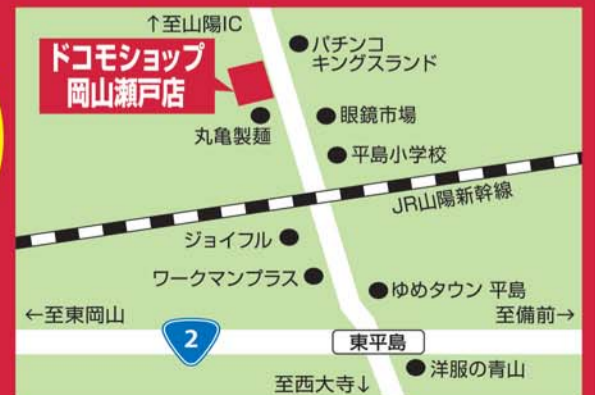 ↑至山陽IC
パチンコ
キングスランド
ドコモショップ
岡山瀬戸店
丸亀製麺
眼鏡市場
平島小学校
JR山陽新幹線
ジョイフル
ワークマンプラス
ゆめタウン 平島
←至東岡山
至備前→
2
東平島
洋服の青山
至西大寺↓